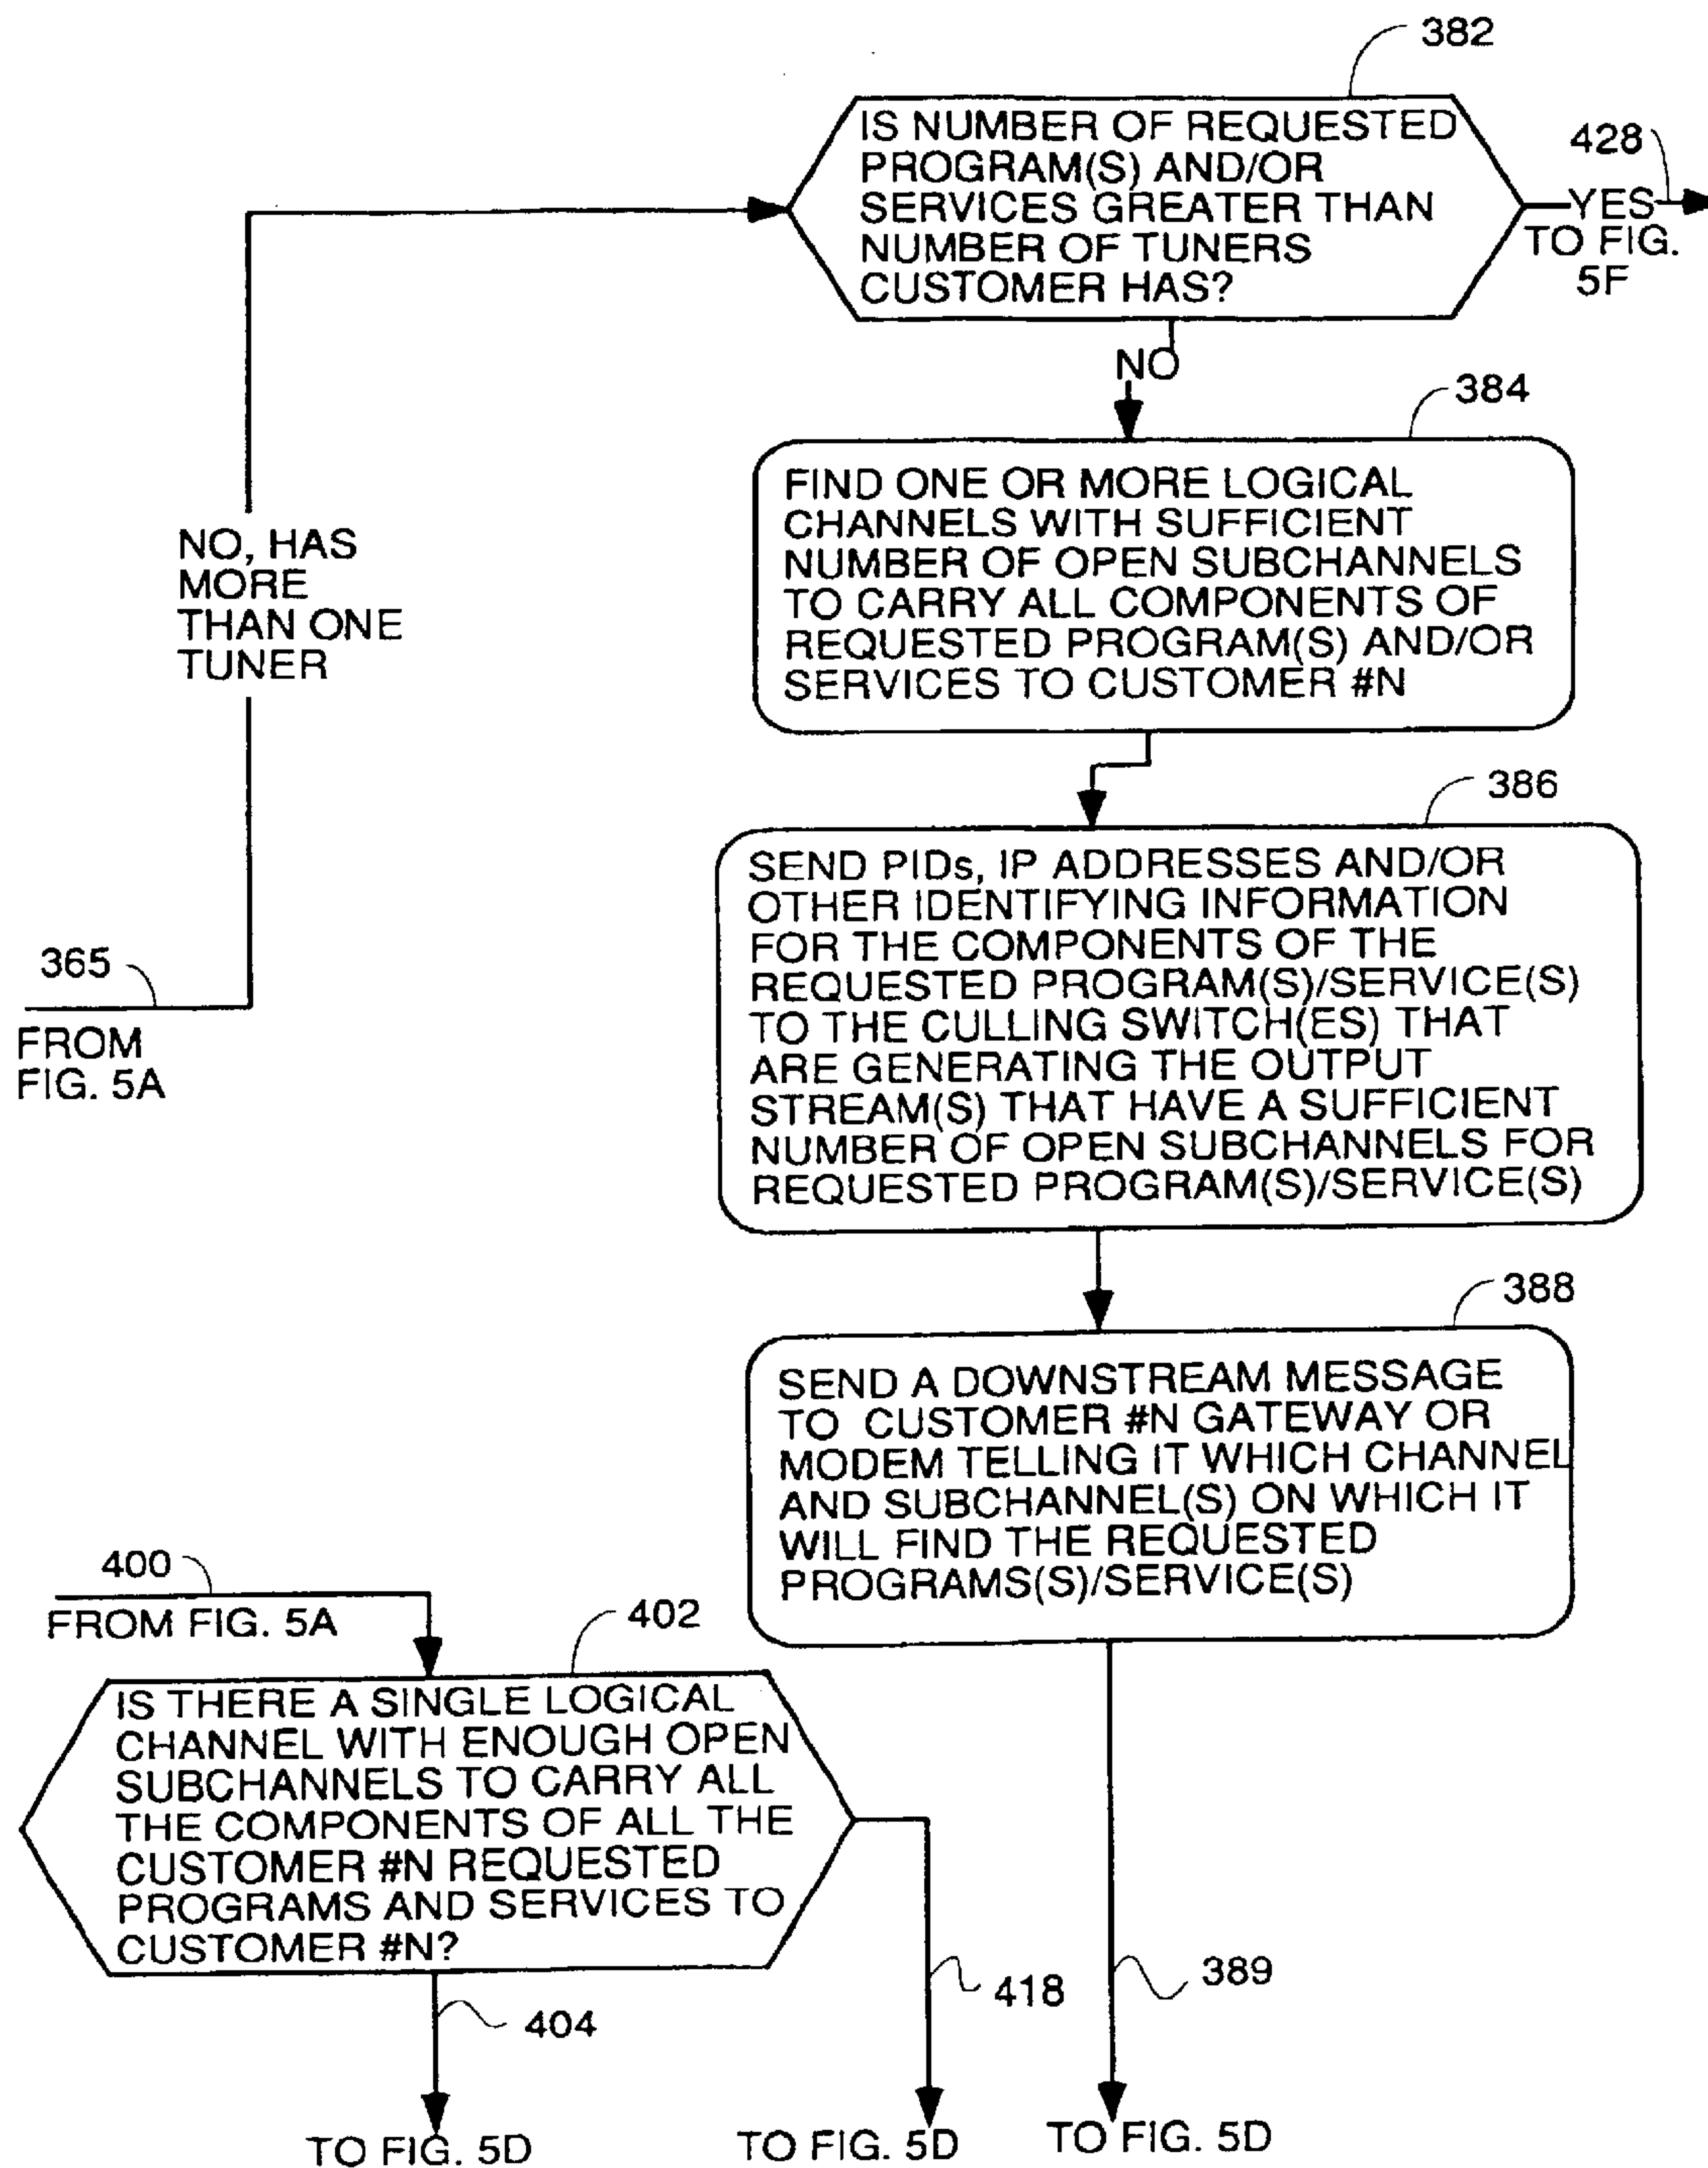 382
IS NUMBER OF REQUESTED
PROGRAM(S) AND/OR
SERVICES GREATER THAN
NUMBER OF TUNERS
CUSTOMER HAS?
428
YES
TO FIG.
5F
NO
384
FIND ONE OR MORE LOGICAL
CHANNELS WITH SUFFICIENT
NUMBER OF OPEN SUBCHANNELS
TO CARRY ALL COMPONENTS OF
REQUESTED PROGRAM(S) AND/OR
SERVICES TO CUSTOMER #N
NO, HAS
MORE
THAN ONE
TUNER
365
FROM
FIG. 5A
386
SEND PIDs, IP ADDRESSES AND/OR
OTHER IDENTIFYING INFORMATION
FOR THE COMPONENTS OF THE
REQUESTED PROGRAM(S)/SERVICE(S)
TO THE CULLING SWITCH(ES) THAT
ARE GENERATING THE OUTPUT
STREAM(S) THAT HAVE A SUFFICIENT
NUMBER OF OPEN SUBCHANNELS FOR
REQUESTED PROGRAM(S)/SERVICE(S)
388
SEND A DOWNSTREAM MESSAGE
TO CUSTOMER #N GATEWAY OR
MODEM TELLING IT WHICH CHANNEL
AND SUBCHANNEL(S) ON WHICH IT
WILL FIND THE REQUESTED
PROGRAMS(S)/SERVICE(S)
400
FROM FIG. 5A
402
IS THERE A SINGLE LOGICAL
CHANNEL WITH ENOUGH OPEN
SUBCHANNELS TO CARRY ALL
THE COMPONENTS OF ALL THE
CUSTOMER #N REQUESTED
PROGRAMS AND SERVICES TO
CUSTOMER #N?
404
418
389
TO FIG. 5D
TO FIG. 5D
TO FIG. 5D